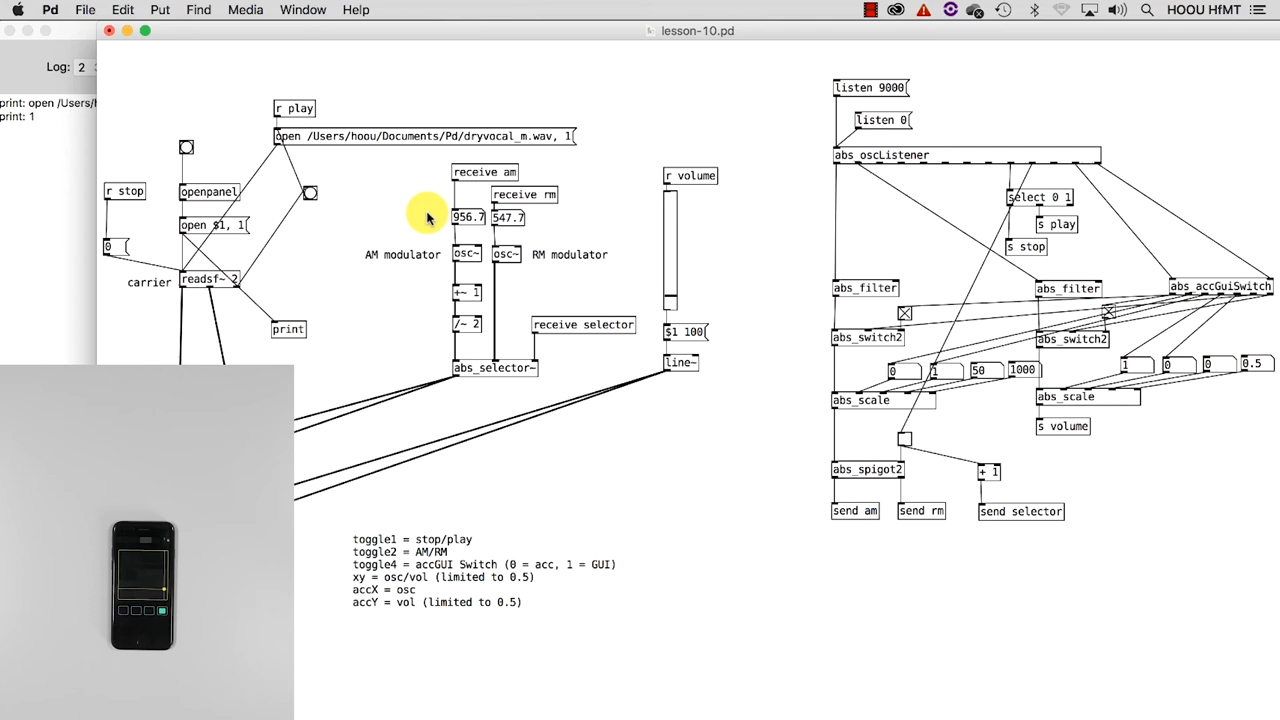 Pd File Edit Put Find Media Window Help HOOU HfMT
lesson-10.pd
Log: 2
print: open /Users/h
print: 1
r play
open /Users/hoou/Documents/Pd/dryvocal_m.wav, 1
r stop
openpanel
open $1, 1
0
carrier
readsf~ 2
print
receive am
receive rm
956.7
547.7
AM modulator
osc~
osc~
RM modulator
+~ 1
/~ 2
receive selector
abs_selector~
r volume
$1 100
line~
listen 9000
listen 0
abs_oscListener
select 0 1
s play
s stop
abs_filter
abs_filter
abs_accGuiSwitch
abs_switch2
abs_switch2
0
1
50
1000
1
0
0
0.5
abs_scale
abs_scale
s volume
abs_spigot2
+ 1
send am
send rm
send selector
toggle1 = stop/play
toggle2 = AM/RM
toggle4 = accGUI Switch (0 = acc, 1 = GUI)
xy = osc/vol (limited to 0.5)
accX = osc
accY = vol (limited to 0.5)